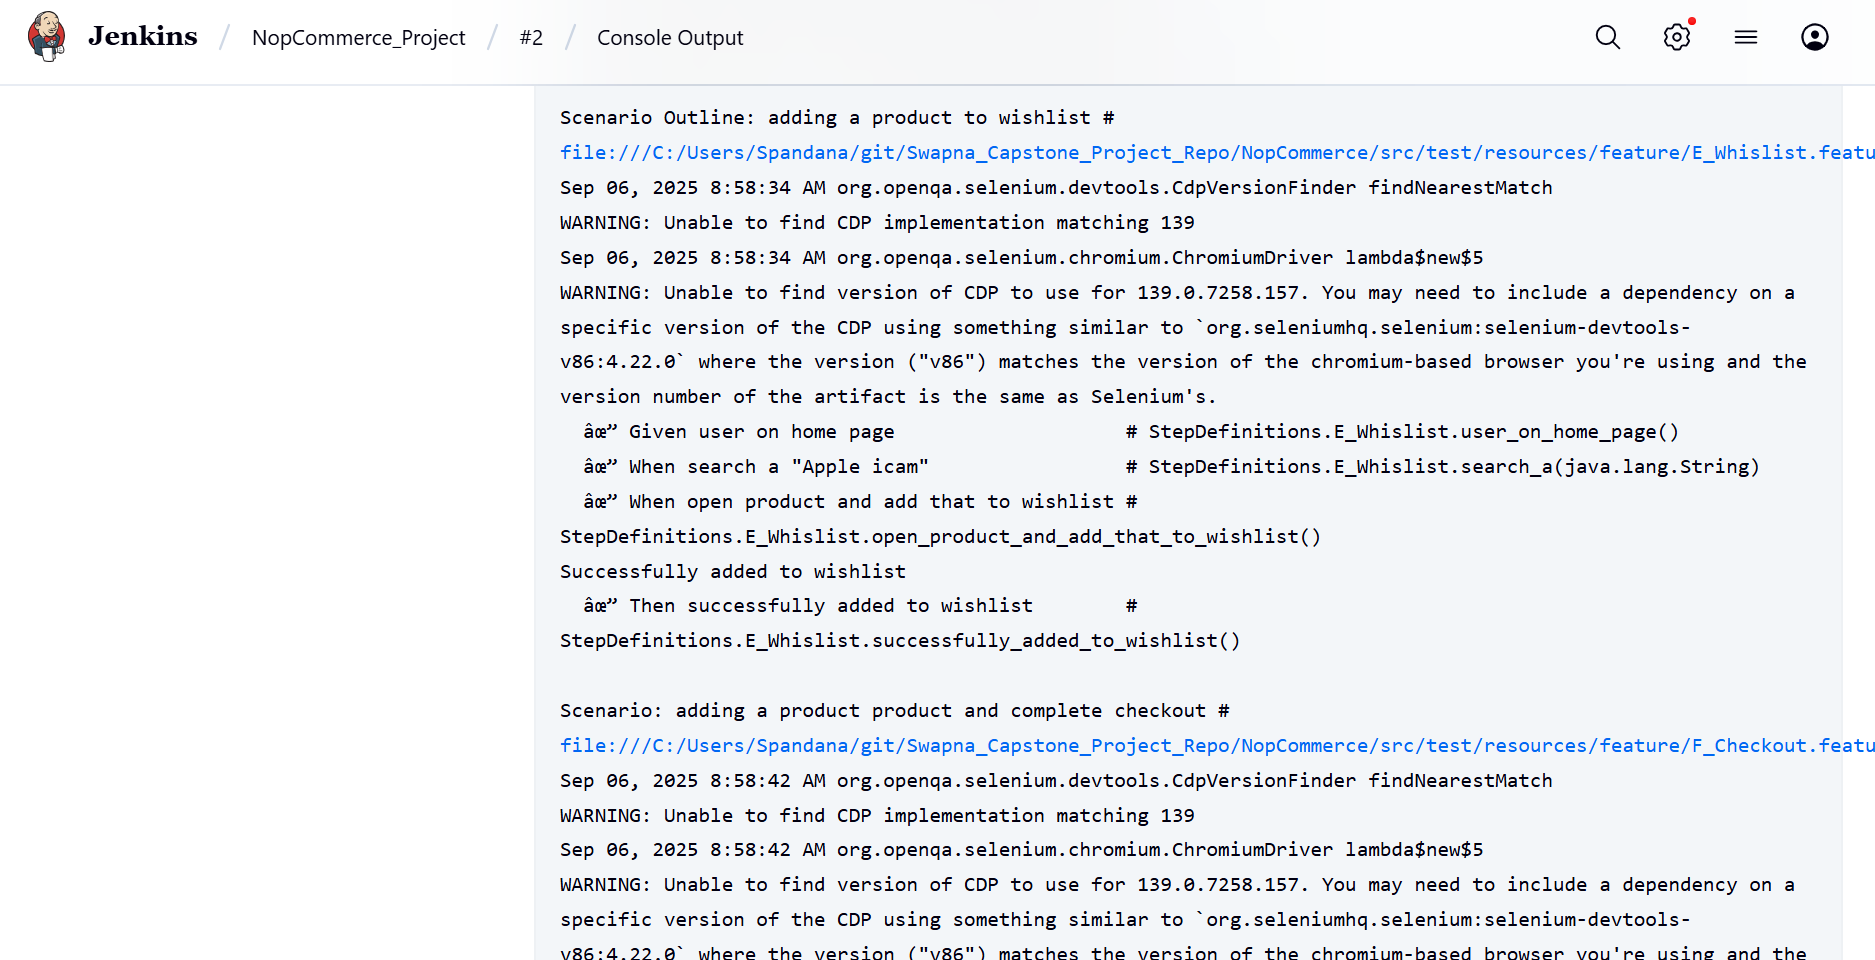 Jenkins / NopCommerce_Project / #2 / Console Output
Scenario Outline: adding a product to wishlist #
file:///C:/Users/Spandana/git/Swapna_Capstone_Project_Repo/NopCommerce/src/test/resources/feature/E_Whislist.featu
Sep 06, 2025 8:58:34 AM org.openqa.selenium.devtools.CdpVersionFinder findNearestMatch
WARNING: Unable to find CDP implementation matching 139
Sep 06, 2025 8:58:34 AM org.openqa.selenium.chromium.ChromiumDriver lambda$new$5
WARNING: Unable to find version of CDP to use for 139.0.7258.157. You may need to include a dependency on a
specific version of the CDP using something similar to `org.seleniumhq.selenium:selenium-devtools-
v86:4.22.0` where the version ("v86") matches the version of the chromium-based browser you're using and the
version number of the artifact is the same as Selenium's.
âœ” Given user on home page # StepDefinitions.E_Whislist.user_on_home_page()
âœ” When search a "Apple icam" # StepDefinitions.E_Whislist.search_a(java.lang.String)
âœ” When open product and add that to wishlist #
StepDefinitions.E_Whislist.open_product_and_add_that_to_wishlist()
Successfully added to wishlist
âœ” Then successfully added to wishlist #
StepDefinitions.E_Whislist.successfully_added_to_wishlist()
Scenario: adding a product product and complete checkout #
file:///C:/Users/Spandana/git/Swapna_Capstone_Project_Repo/NopCommerce/src/test/resources/feature/F_Checkout.featu
Sep 06, 2025 8:58:42 AM org.openqa.selenium.devtools.CdpVersionFinder findNearestMatch
WARNING: Unable to find CDP implementation matching 139
Sep 06, 2025 8:58:42 AM org.openqa.selenium.chromium.ChromiumDriver lambda$new$5
WARNING: Unable to find version of CDP to use for 139.0.7258.157. You may need to include a dependency on a
specific version of the CDP using something similar to `org.seleniumhq.selenium:selenium-devtools-
v86:4.22.0` where the version ("v86") matches the version of the chromium-based browser you're using and the